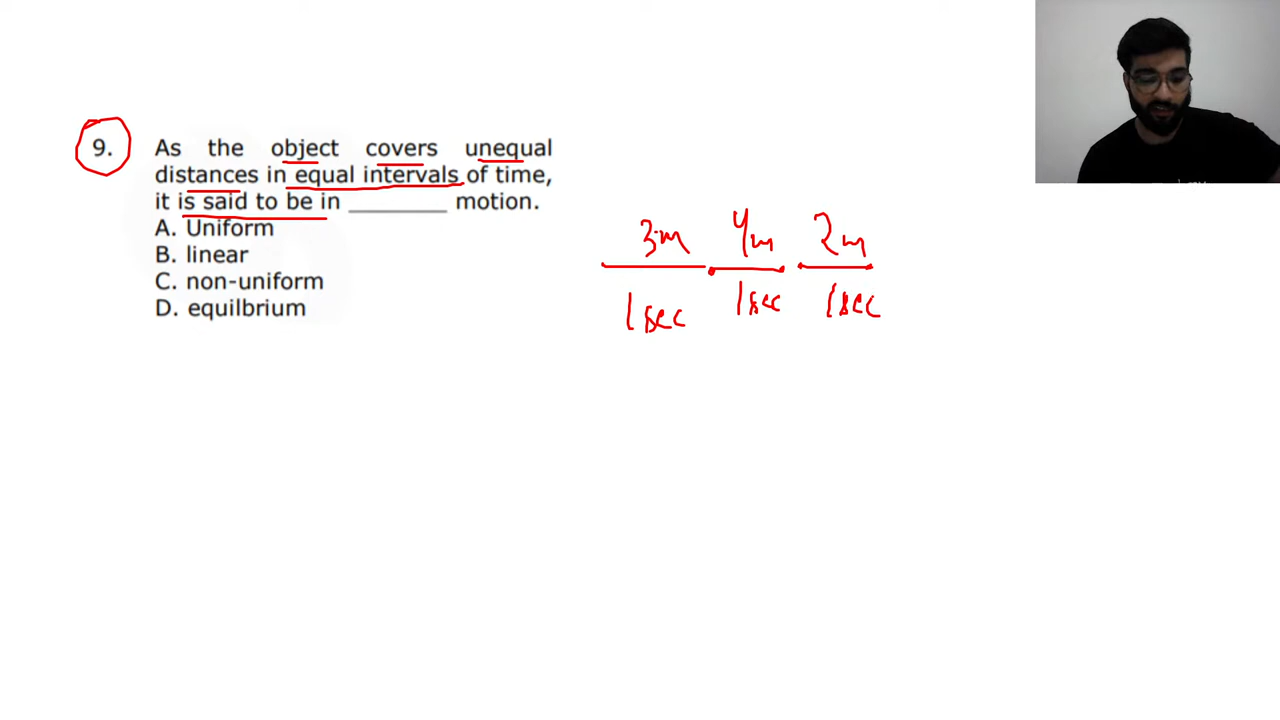 9. As the object covers unequal
distances in equal intervals of time,
it is said to be in ________ motion.
A. Uniform
B. linear
C. non-uniform
D. equilbrium
3m 4m 2m
1sec 1sec 1sec